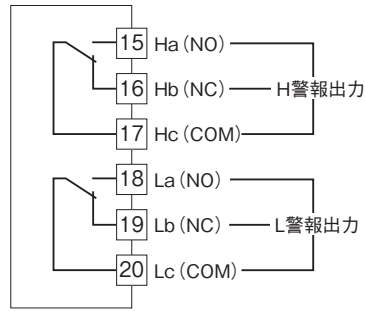 15 Ha (NO)
16 Hb (NC) H警報出力
17 Hc (COM)
18 La (NO)
19 Lb (NC) L警報出力
20 Lc (COM)